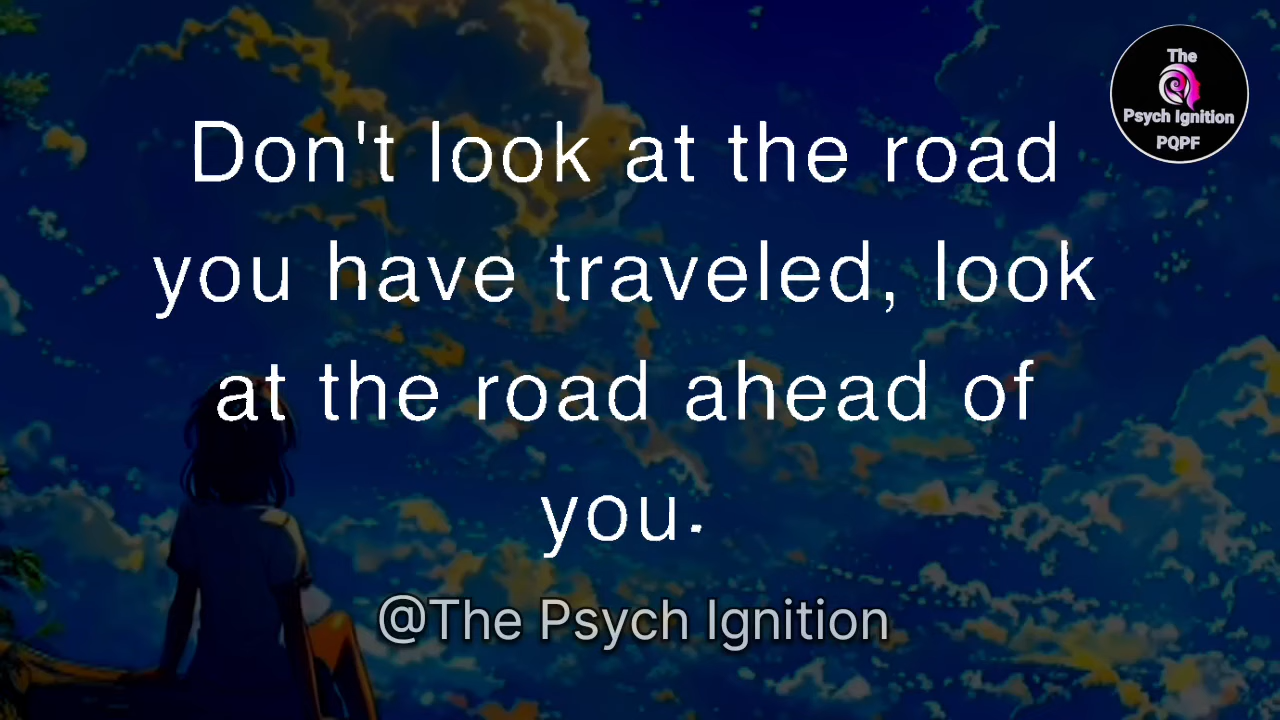 The
Psych Ignition
PQPF
Don't look at the road
you have traveled, look
at the road ahead of
you.
@The Psych Ignition